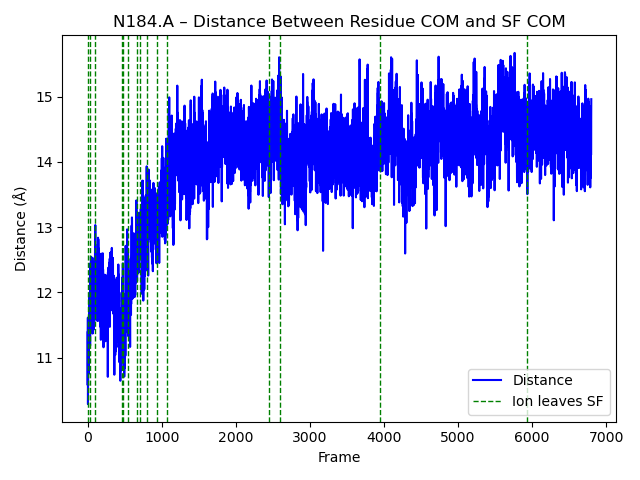 N184.A – Distance Between Residue COM and SF COM
Distance (Å)
15
14
13
12
11
0 1000 2000 3000 4000 5000 6000 7000
Frame
Distance
Ion leaves SF